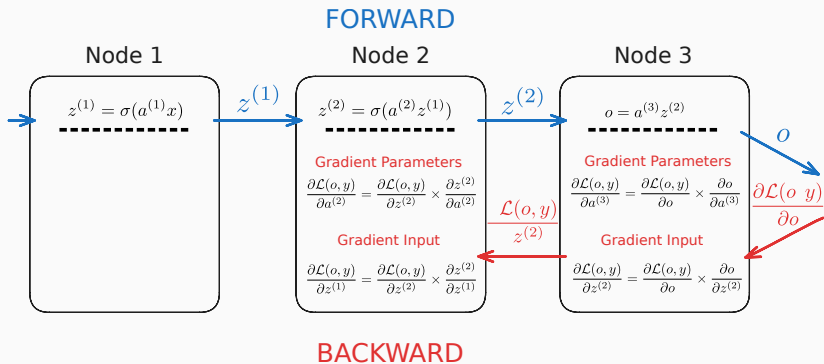 FORWARD
Node 1
Node 2
Node 3
z^{(1)} = σ(a^{(1)}x)
z^{(1)}
z^{(2)} = σ(a^{(2)}z^{(1)})
z^{(2)}
o = a^{(3)}z^{(2)}
o
Gradient Parameters
∂ℒ(o, y)/∂a^{(2)} = ∂ℒ(o, y)/∂z^{(2)} × ∂z^{(2)}/∂a^{(2)}
Gradient Input
∂ℒ(o, y)/∂z^{(1)} = ∂ℒ(o, y)/∂z^{(2)} × ∂z^{(2)}/∂z^{(1)}
ℒ(o, y)/z^{(2)}
Gradient Parameters
∂ℒ(o, y)/∂a^{(3)} = ∂ℒ(o, y)/∂o × ∂o/∂a^{(3)}
Gradient Input
∂ℒ(o, y)/∂z^{(2)} = ∂ℒ(o, y)/∂o × ∂o/∂z^{(2)}
∂ℒ(o y)/∂o
BACKWARD